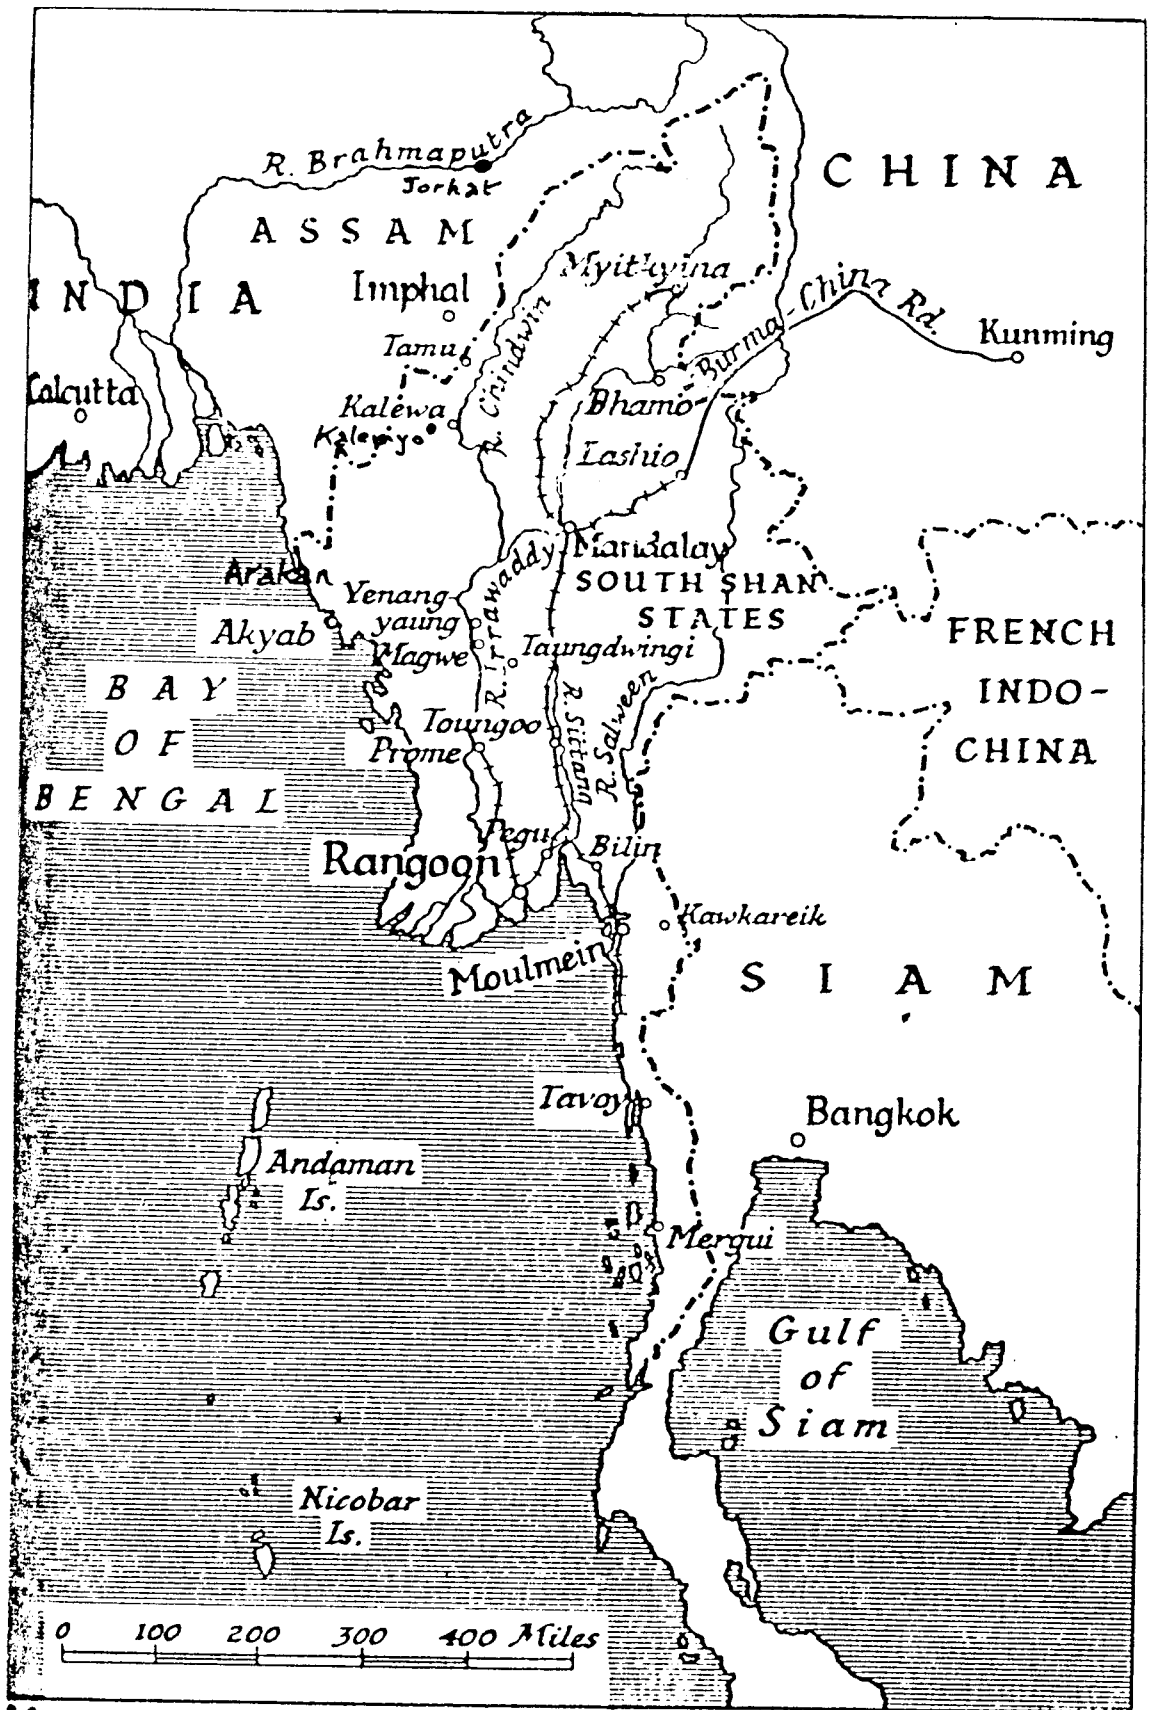 R. Brahmaputra
Jorhat
CHINA
ASSAM
INDIA
Imphal
Myitkyina
Tamu
R. Chindwin
Burma-China Rd.
Kunming
Calcutta
Kalewa
Bhamo
Lashio
Mandalay
SOUTH SHAN
STATES
Arakan
Yenang-
yaung
R. Irrawaddy
Akyab
Magwe
Taungdwingi
FRENCH
INDO-
CHINA
BAY
OF
BENGAL
Toungoo
Prome
R. Sittang
R. Salween
Pegu
Bilin
Rangoon
Kawkareik
Moulmein
SIAM
Tavoy
Bangkok
Andaman
Is.
Mergui
Gulf
of
Siam
Nicobar
Is.
0 100 200 300 400 Miles